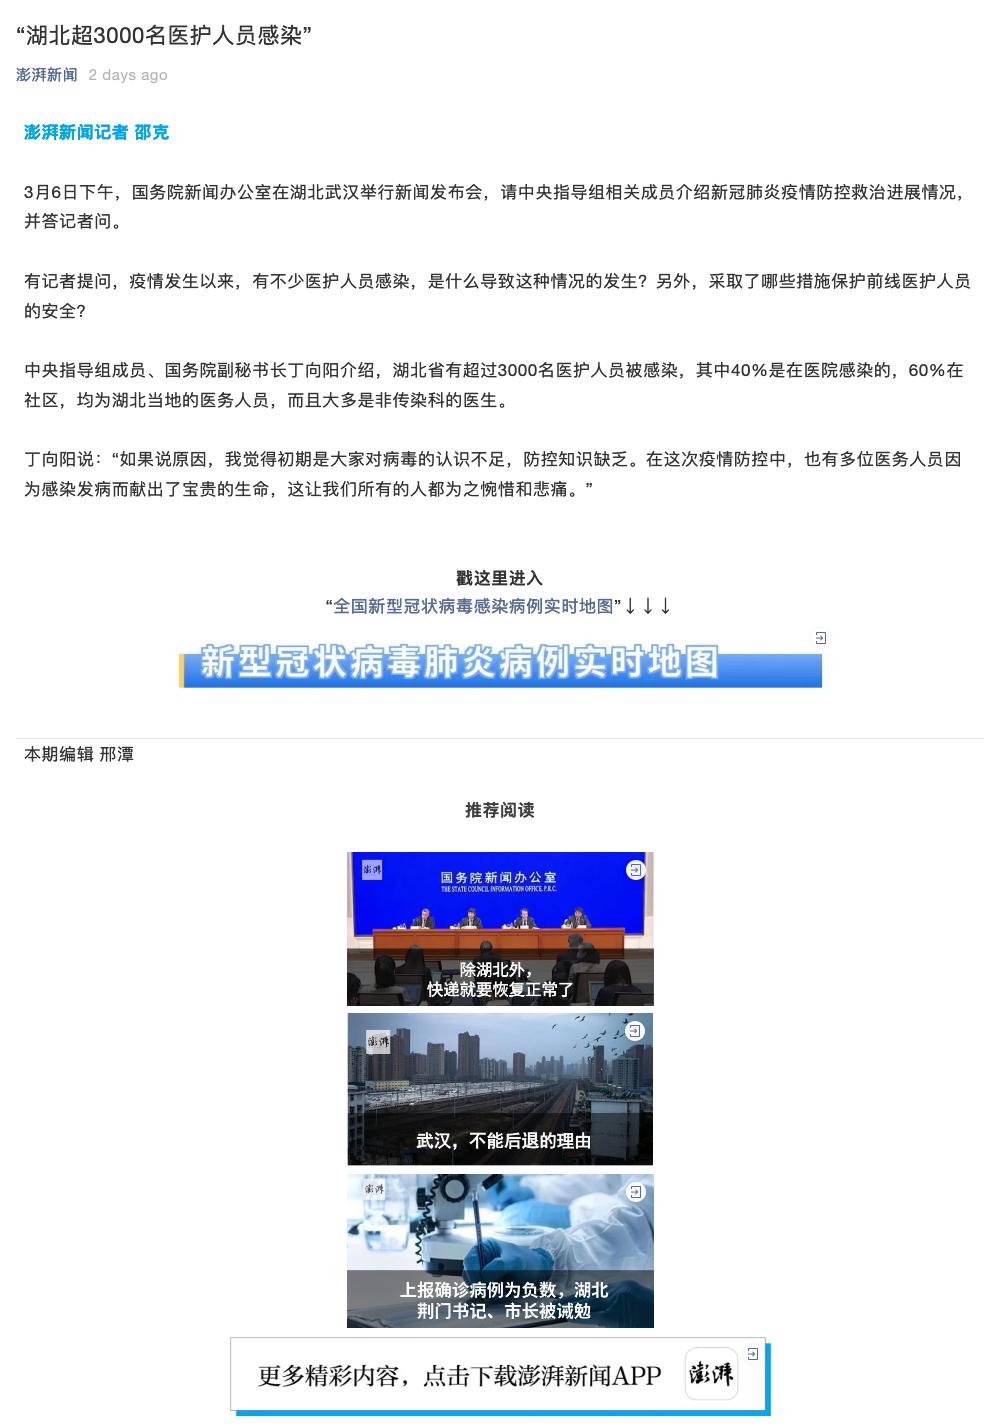 “湖北超3000名医护人员感染”
澎湃新闻 2 days ago
澎湃新闻记者 邵克
3月6日下午，国务院新闻办公室在湖北武汉举行新闻发布会，请中央指导组相关成员介绍新冠肺炎疫情防控救治进展情况，
并答记者问。
有记者提问，疫情发生以来，有不少医护人员感染，是什么导致这种情况的发生？另外，采取了哪些措施保护前线医护人员
的安全？
中央指导组成员、国务院副秘书长丁向阳介绍，湖北省有超过3000名医护人员被感染，其中40%是在医院感染的，60%在
社区，均为湖北当地的医务人员，而且大多是非传染科的医生。
丁向阳说：“如果说原因，我觉得初期是大家对病毒的认识不足，防控知识缺乏。在这次疫情防控中，也有多位医务人员因
为感染发病而献出了宝贵的生命，这让我们所有的人都为之惋惜和悲痛。”
戳这里进入
“全国新型冠状病毒感染病例实时地图”↓↓↓
新型冠状病毒肺炎病例实时地图
本期编辑 邢潭
推荐阅读
澎湃
国务院新闻办公室
THE STATE COUNCIL INFORMATION OFFICE, P.R.C.
除湖北外，
快递就要恢复正常了
澎湃
武汉，不能后退的理由
澎湃
上报确诊病例为负数，湖北
荆门书记、市长被诫勉
更多精彩内容，点击下载澎湃新闻APP 澎湃